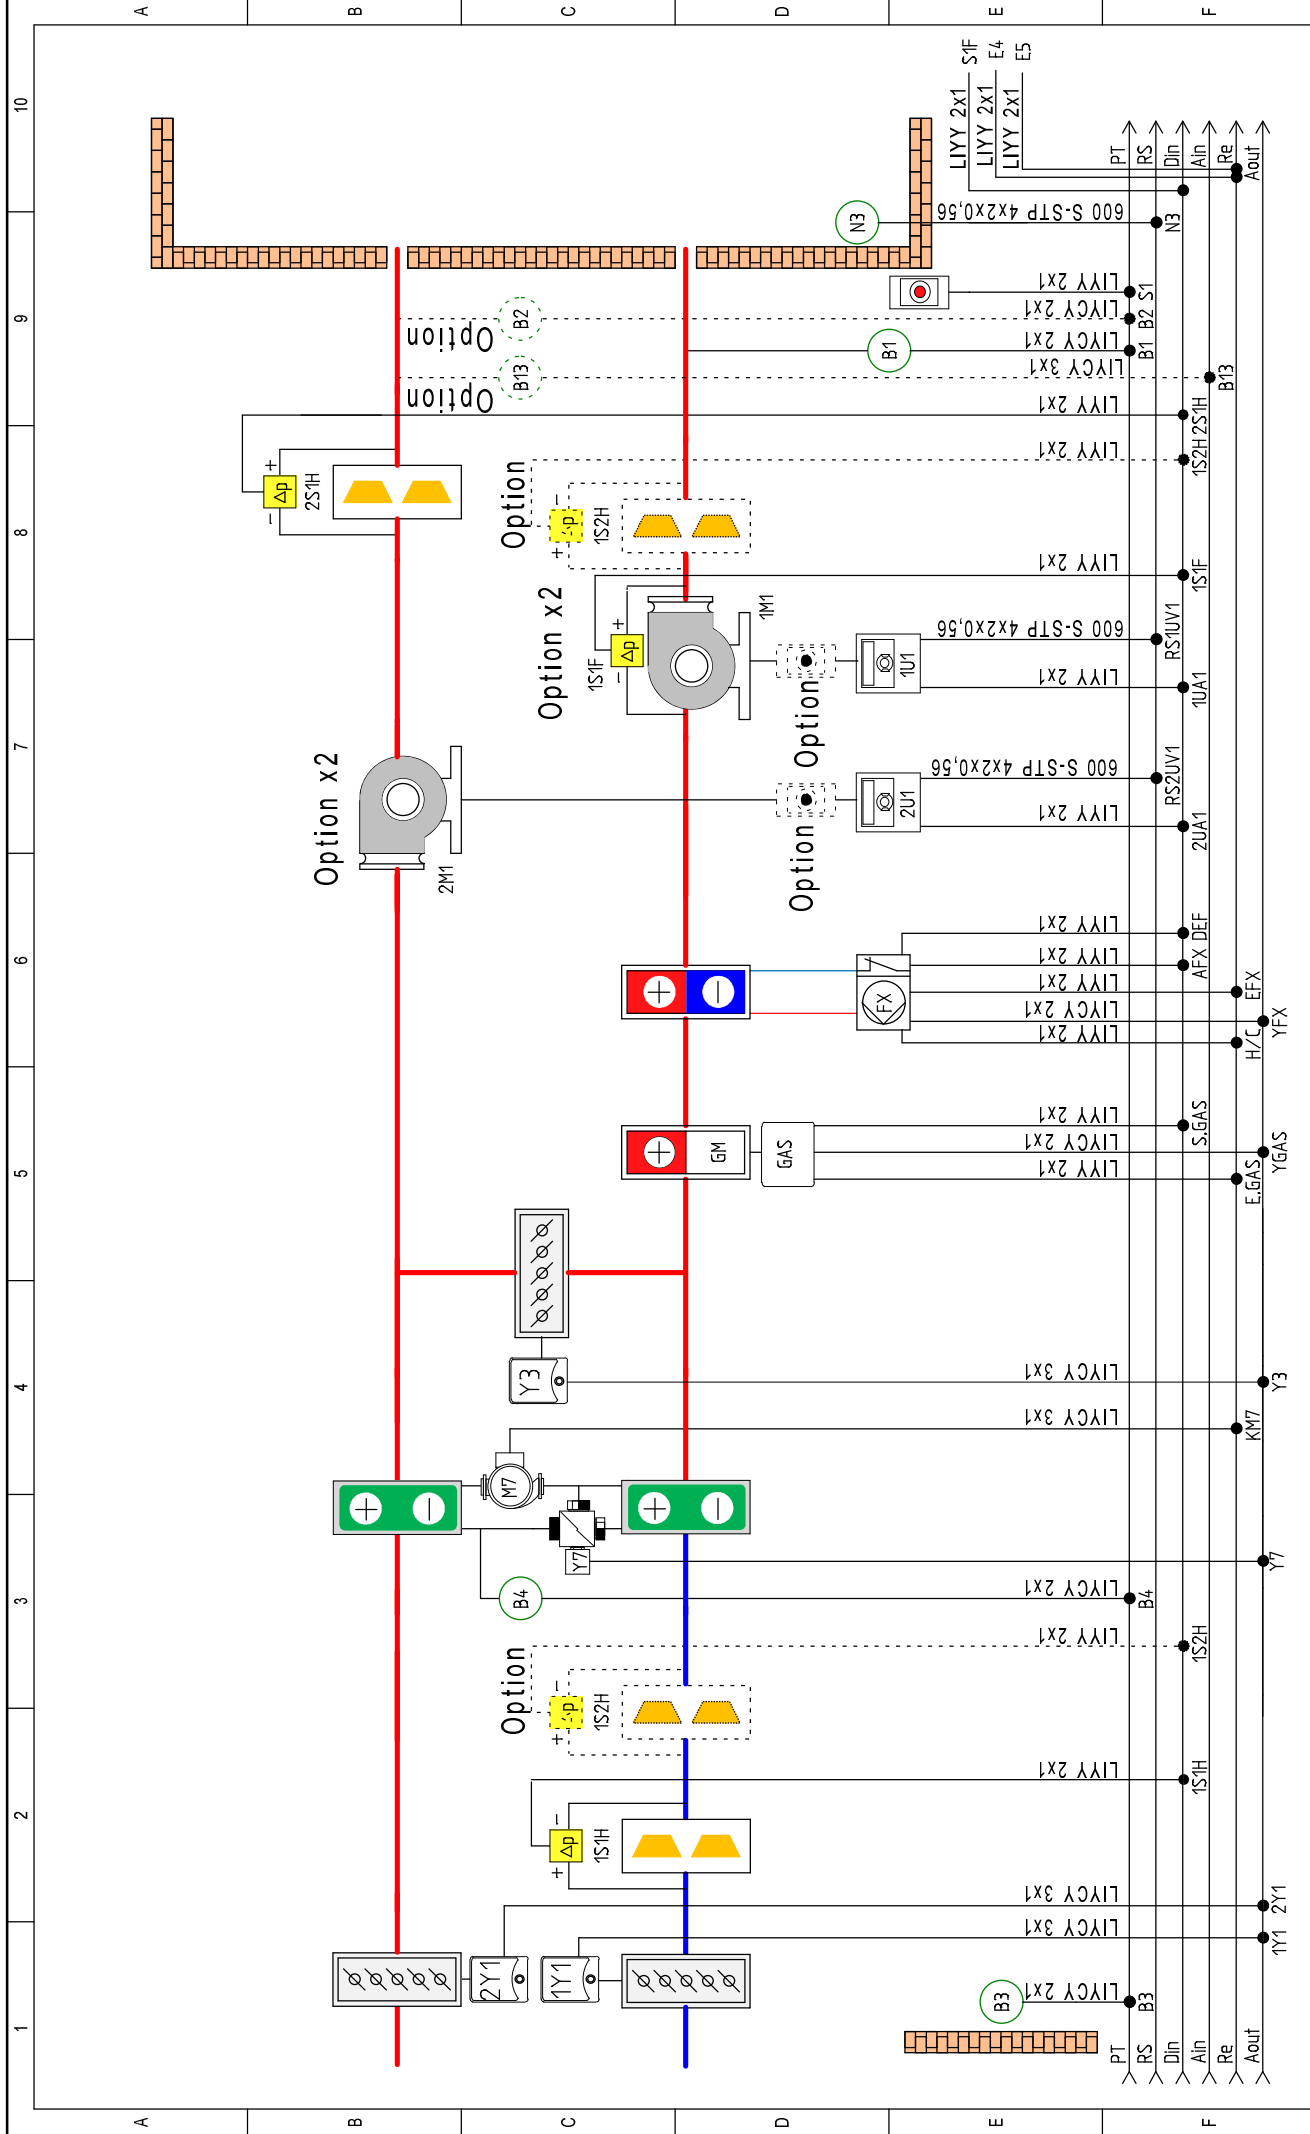 A
B
C
D
E
F
10
9
8
7
6
5
4
3
2
1
S1F
E4
E5
LIYY 2x1
LIYY 2x1
LIYY 2x1
PT
RS
Din
Ain
Re
Aout
N3
600 S-STP 4x2x0,56
N3
LIYY 2x1
S1
Option
B2
LIYCY 2x1
B2
B1
LIYCY 2x1
B1
Option
B13
LIYCY 3x1
B13
LIYY 2x1
2S1H
+
Δp
-
2S1H
Option
-
Δp
+
1S2H
LIYY 2x1
1S2H
LIYY 2x1
1S1F
Option x2
+
Δp
-
1S1F
1M1
Option
1U1
600 S-STP 4x2x0,56
RS1UV1
LIYY 2x1
1UA1
Option x2
2M1
Option
2U1
600 S-STP 4x2x0,56
RS2UV1
LIYY 2x1
2UA1
+
-
FX
LIYY 2x1
DEF
LIYY 2x1
AFX
LIYY 2x1
EFX
LIYCY 2x1
YFX
LIYY 2x1
H/C
+
GM
GAS
LIYY 2x1
S.GAS
LIYCY 2x1
YGAS
LIYY 2x1
E.GAS
Y3
LIYCY 3x1
Y3
LIYCY 3x1
KM7
M7
+
-
+
-
Y7
Y7
B4
LIYCY 2x1
B4
Option
-
Δp
+
1S2H
LIYY 2x1
1S2H
LIYY 2x1
1S1H
-
Δp
+
1S1H
LIYCY 3x1
2Y1
LIYCY 3x1
1Y1
2Y1
1Y1
B3
LIYCY 2x1
B3
PT
RS
Din
Ain
Re
Aout
A
B
C
D
E
F